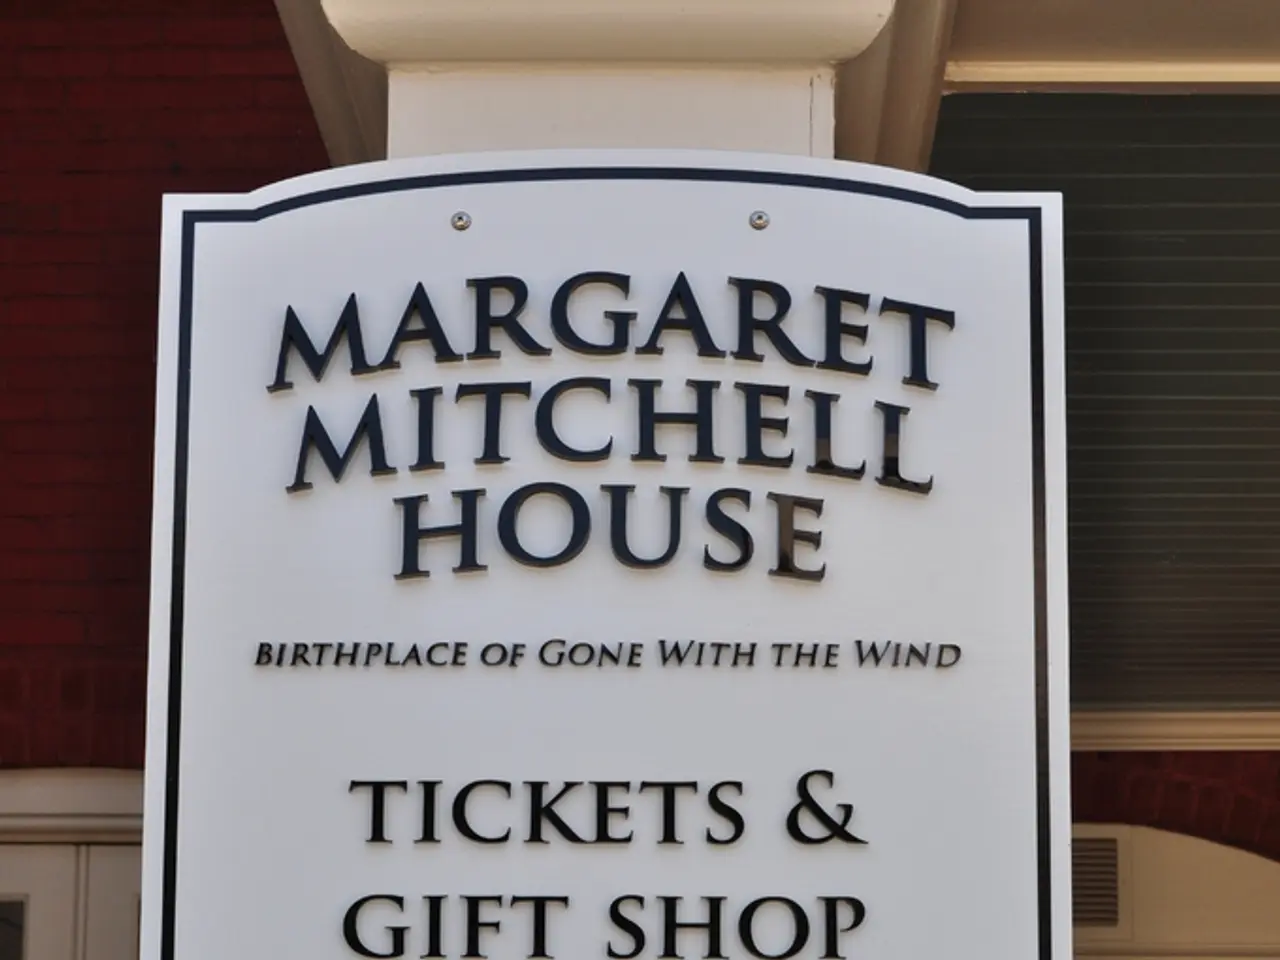 MARGARET
MITCHELL
HOUSE
BIRTHPLACE OF GONE WITH THE WIND
TICKETS &
GIFT SHOP